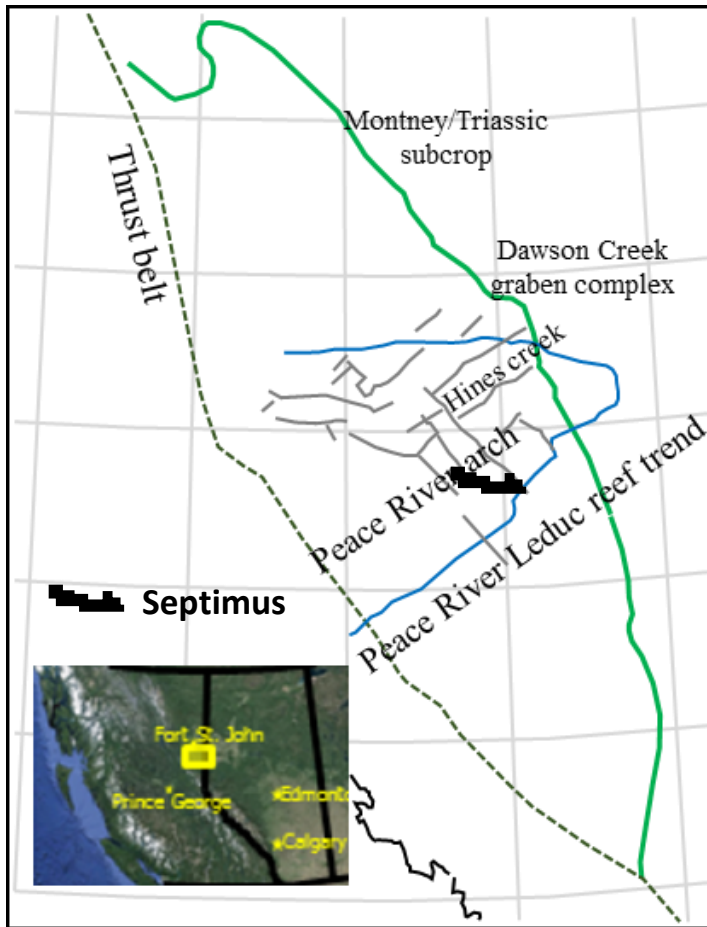 Montney/Triassic
subcrop
Thrust belt
Dawson Creek
graben complex
Hines creek
Peace River arch
Peace River Leduc reef trend
Septimus
Fort St. John
Prince George
Edmont
Calgary